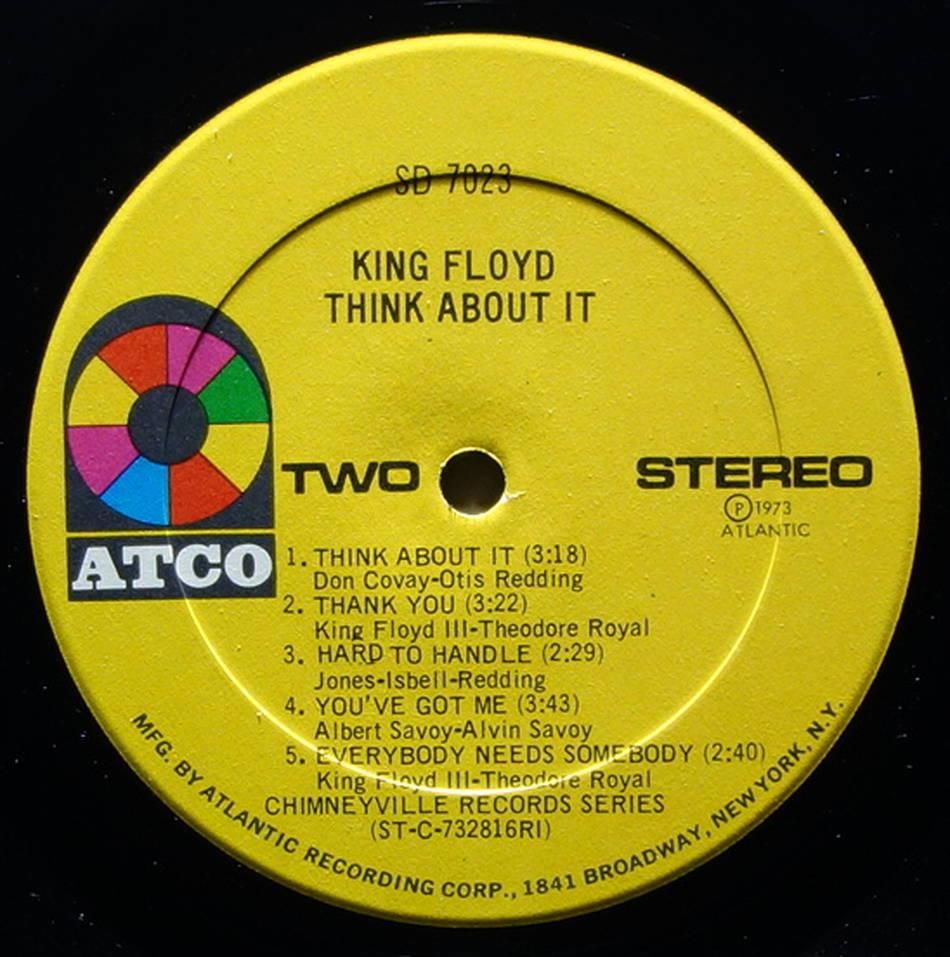 SD 7023
KING FLOYD
THINK ABOUT IT
TWO
STEREO
Ⓟ 1973
ATLANTIC
ATCO
1. THINK ABOUT IT (3:18)
Don Covay-Otis Redding
2. THANK YOU (3:22)
King Floyd III-Theodore Royal
3. HARD TO HANDLE (2:29)
Jones-Isbell-Redding
4. YOU'VE GOT ME (3:43)
Albert Savoy-Alvin Savoy
5. EVERYBODY NEEDS SOMEBODY (2:40)
King Floyd III-Theodore Royal
CHIMNEYVILLE RECORDS SERIES
(ST-C-732816RI)
MFG. BY ATLANTIC RECORDING CORP., 1841 BROADWAY, NEW YORK, N.Y.